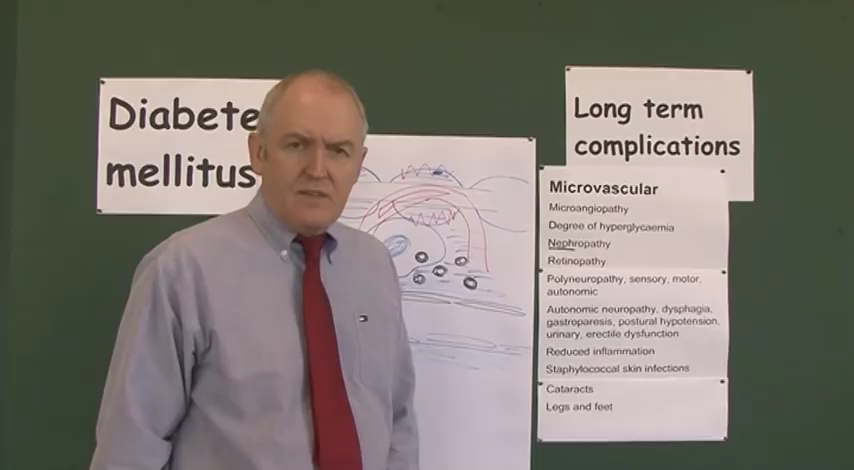 Diabete
mellitus
Long term
complications
Microvascular
Microangiopathy
Degree of hyperglycaemia
Nephropathy
Retinopathy
Polyneuropathy, sensory, motor,
autonomic
Autonomic neuropathy, dysphagia,
gastroparesis, postural hypotension,
urinary, erectile dysfunction
Reduced inflammation
Staphylococcal skin infections
Cataracts
Legs and feet